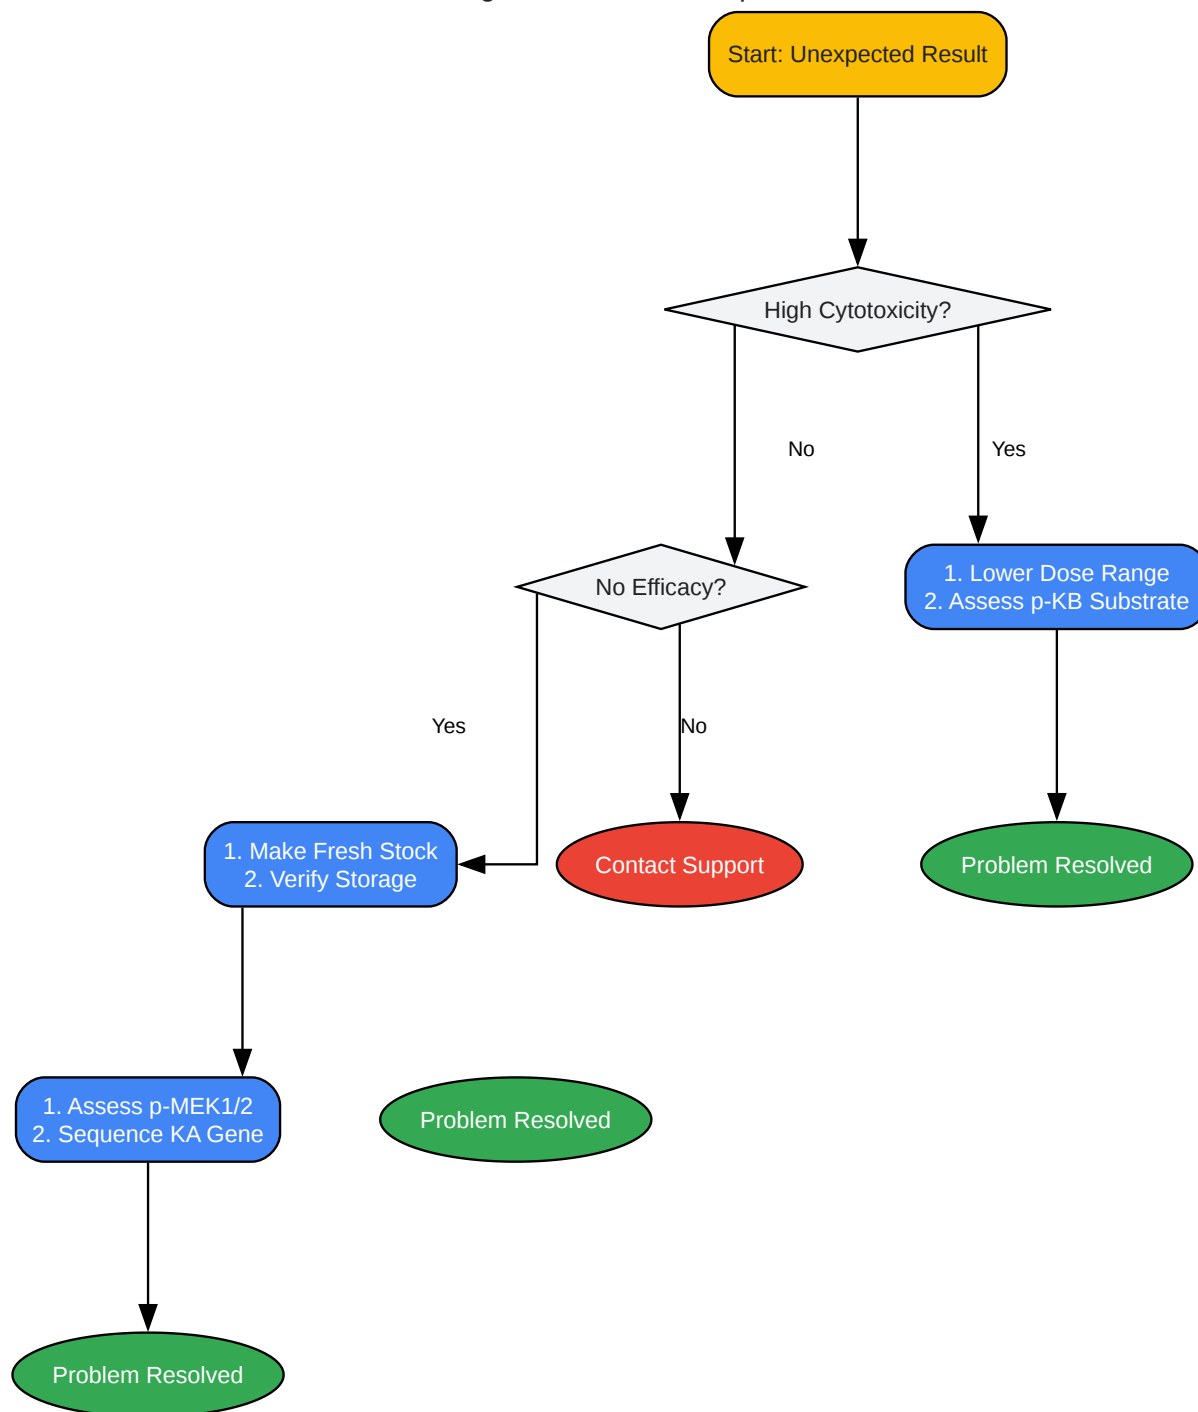 Start: Unexpected Result
High Cytotoxicity?
No
Yes
No Efficacy?
1. Lower Dose Range
2. Assess p-KB Substrate
Yes
No
1. Make Fresh Stock
2. Verify Storage
Contact Support
Problem Resolved
1. Assess p-MEK1/2
2. Sequence KA Gene
Problem Resolved
Problem Resolved